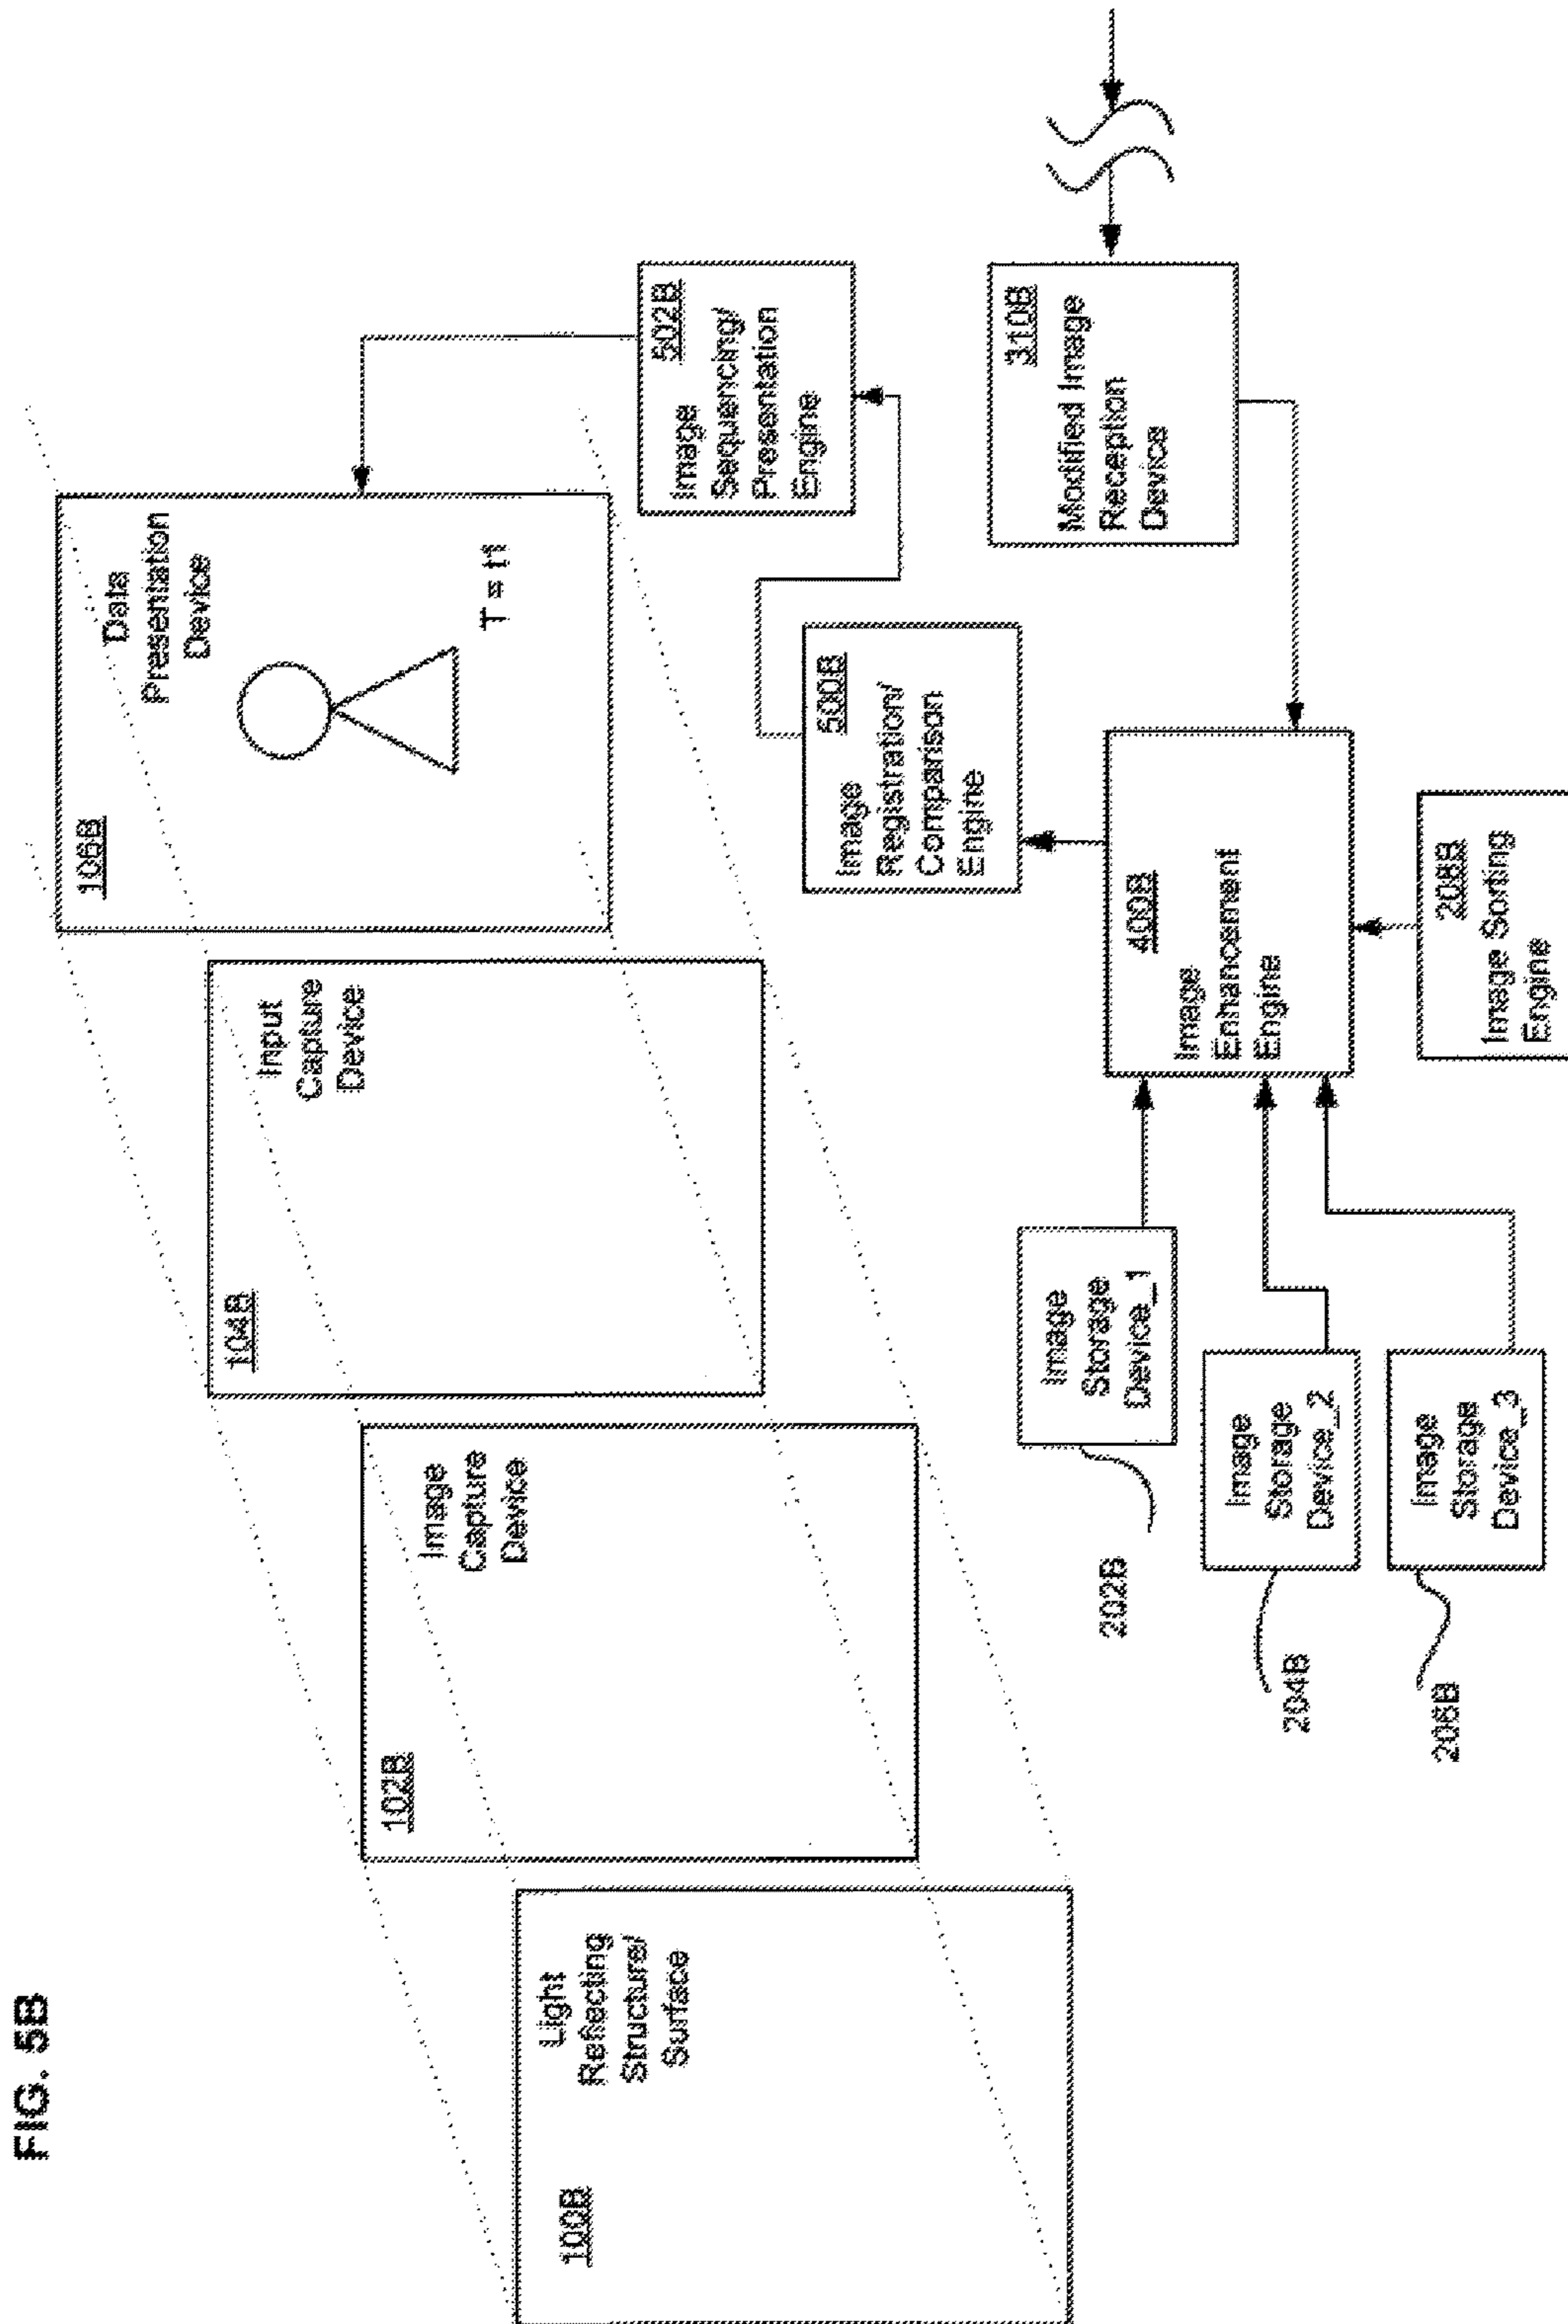 FIG. 5B
100B
Light
Reflecting
Structure/
Surface
102B
Image
Capture
Device
104B
Input
Capture
Device
106B
Data
Presentation
Device
T = t1
502B
Image
Sequencing/
Presentation
Engine
500B
Image
Registration/
Comparison
Engine
310B
Modified Image
Reception
Device
400B
Image
Enhancement
Engine
208B
Image Sorting
Engine
Image
Storage
Device_1
202B
Image
Storage
Device_2
204B
Image
Storage
Device_3
206B